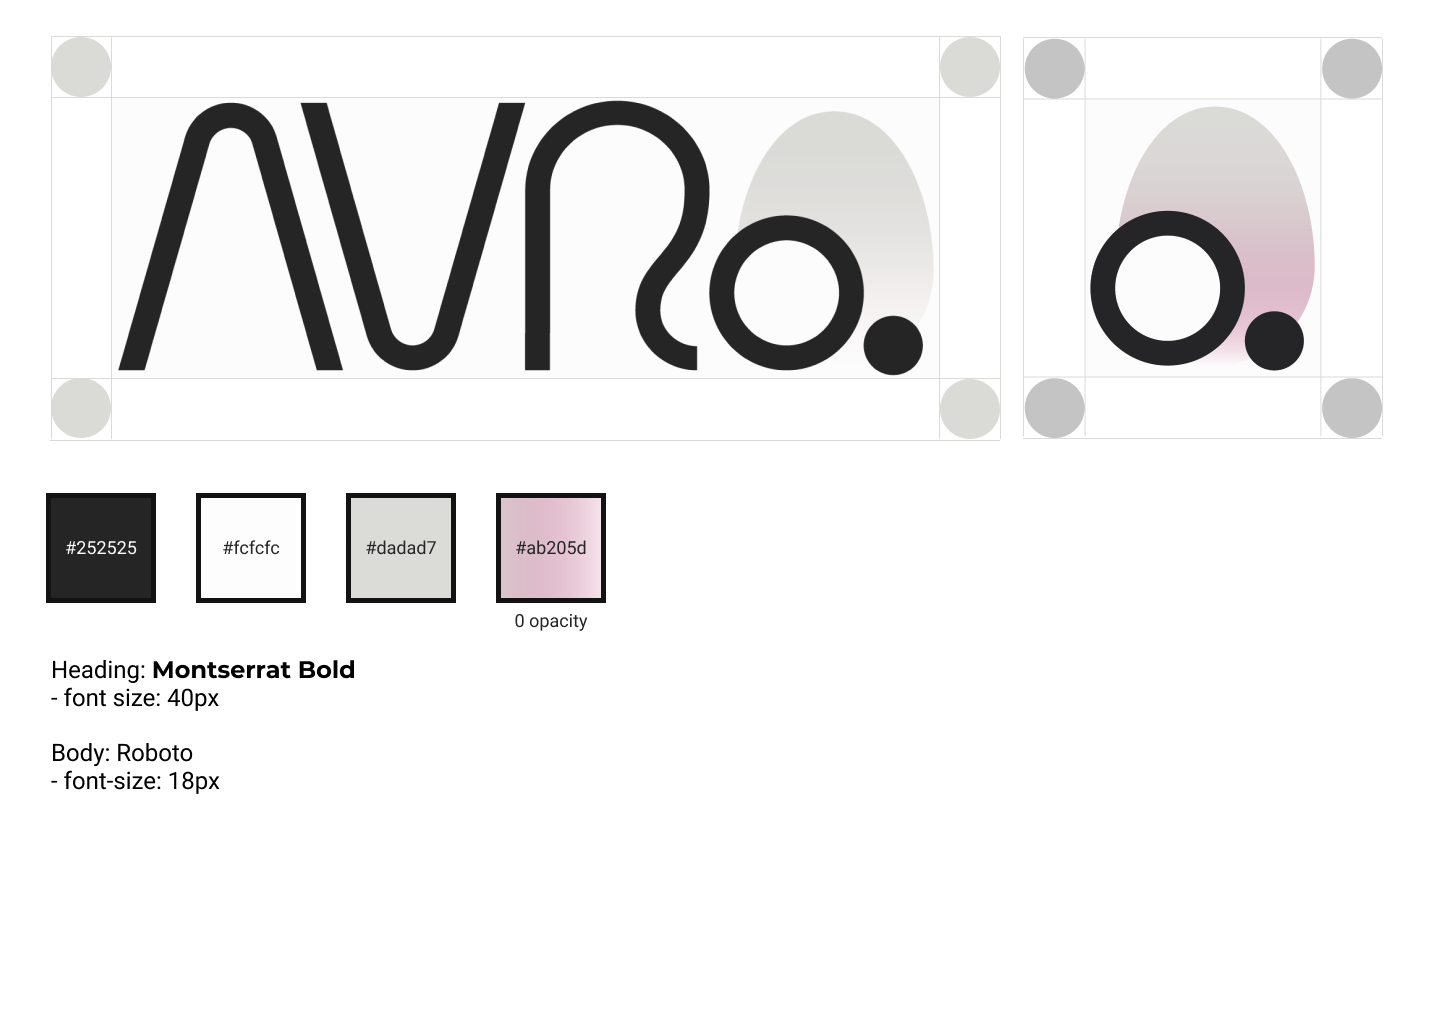 AVRo.
o.
#252525
#fcfcfc
#dadad7
#ab205d
0 opacity
Heading: Montserrat Bold
- font size: 40px
Body: Roboto
- font-size: 18px